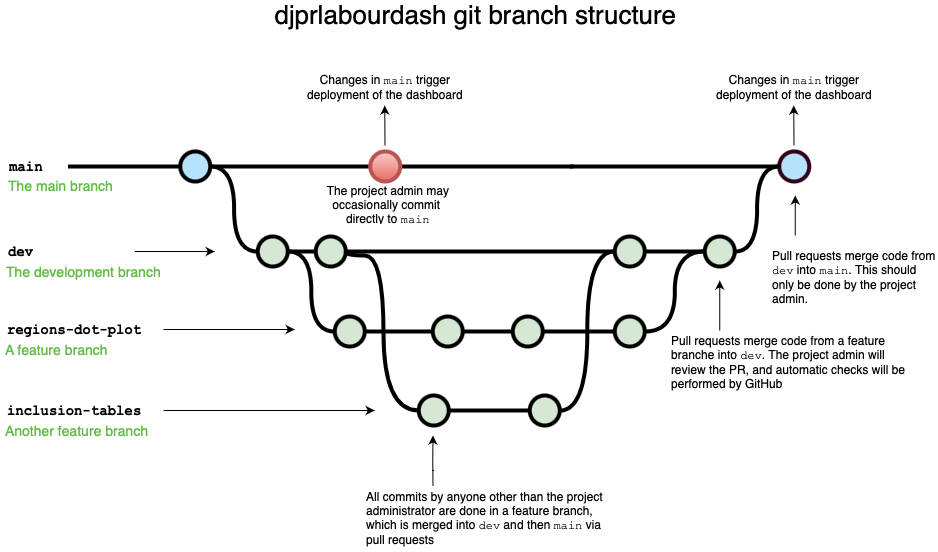 djprlabourdash git branch structure
Changes in main trigger
deployment of the dashboard
Changes in main trigger
deployment of the dashboard
main
The main branch
The project admin may
occasionally commit
directly to main
dev
The development branch
Pull requests merge code from
dev into main. This should
only be done by the project
admin.
regions-dot-plot
A feature branch
Pull requests merge code from a feature
branche into dev. The project admin will
review the PR, and automatic checks will be
performed by GitHub
inclusion-tables
Another feature branch
All commits by anyone other than the project
administrator are done in a feature branch,
which is merged into dev and then main via
pull requests